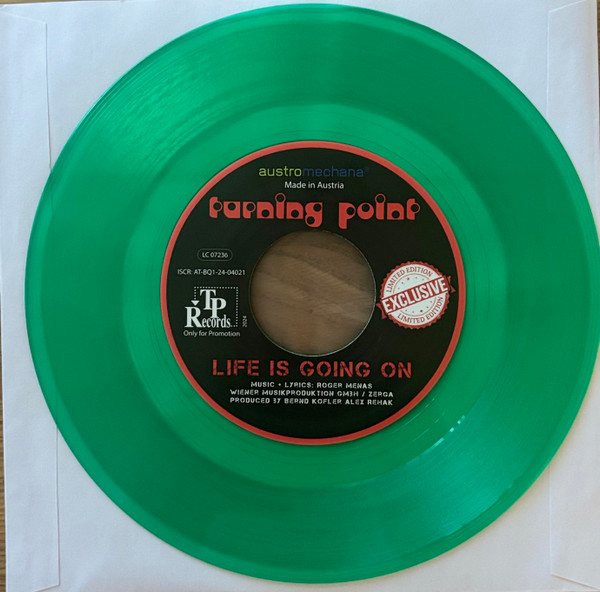 austromechana®
Made in Austria
turning point
LC 07236
ISCR: AT-BQ1-24-04021
TP
Records
2024
Only for Promotion
LIMITED EDITION
EXCLUSIVE
LIMITED EDITION
LIFE IS GOING ON
MUSIC + LYRICS: ROGER MENAS
WIENER MUSIKPRODUKTION GMBH / ZERGA
PRODUCED BY BERND KOFLER ALEX REHAK